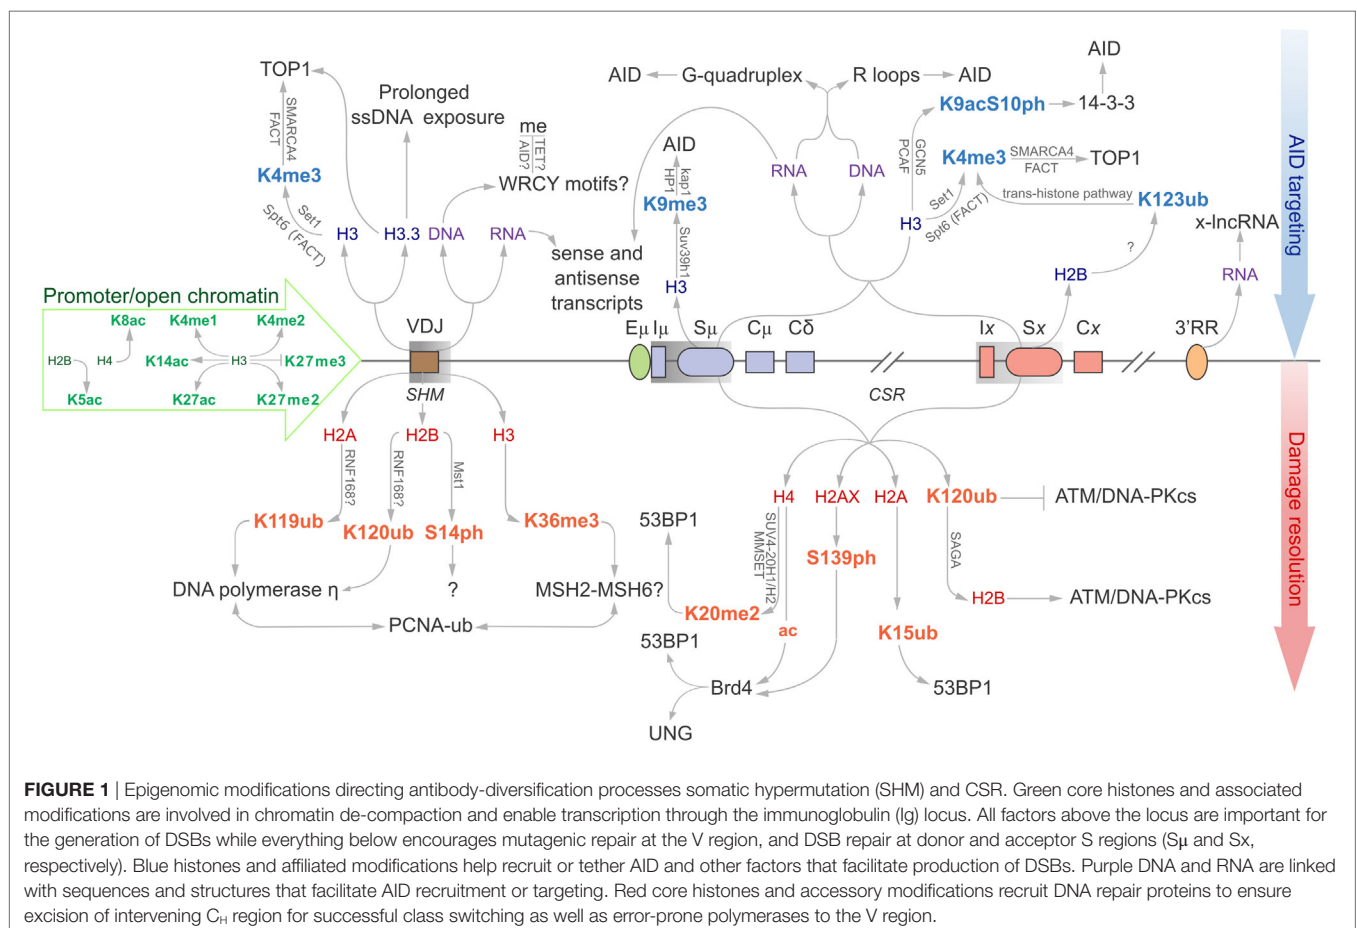 TOP1
SMARCA4
FACT
K4me3
Set1
Spt6 (FACT)
H3
Prolonged
ssDNA exposure
H3.3
me
AID?
TET?
WRCY motifs?
DNA
RNA
sense and
antisense
transcripts
AID
G-quadruplex
R loops
AID
AID
kap1
HP1
K9me3
Suv39h1
H3
RNA
DNA
AID
K9acS10ph
14-3-3
GCN5
PCAF
K4me3
SMARCA4
FACT
TOP1
Set1
Spt6 (FACT)
H3
trans-histone pathway
K123ub
?
H2B
x-lncRNA
RNA
AID targeting
Promoter/open chromatin
K8ac
K4me1
K4me2
H2B
H4
K14ac
H3
K27me3
K5ac
K27ac
K27me2
VDJ
SHM
Eμ
Iμ
Sμ
Cμ
Cδ
CSR
Ix
Sx
Cx
3’RR
Damage resolution
H2A
H2B
H3
RNF168?
RNF168?
Mst1
K119ub
K120ub
S14ph
K36me3
DNA polymerase η
?
MSH2-MSH6?
PCNA-ub
H4
H2AX
H2A
K120ub
ATM/DNA-PKcs
53BP1
SUV4-20H1/H2
MMSET
S139ph
SAGA
K20me2
ac
K15ub
H2B
ATM/DNA-PKcs
53BP1
Brd4
53BP1
UNG
FIGURE 1 | Epigenomic modifications directing antibody-diversification processes somatic hypermutation (SHM) and CSR. Green core histones and associated
modifications are involved in chromatin de-compaction and enable transcription through the immunoglobulin (Ig) locus. All factors above the locus are important for
the generation of DSBs while everything below encourages mutagenic repair at the V region, and DSB repair at donor and acceptor S regions (Sμ and Sx,
respectively). Blue histones and affiliated modifications help recruit or tether AID and other factors that facilitate production of DSBs. Purple DNA and RNA are linked
with sequences and structures that facilitate AID recruitment or targeting. Red core histones and accessory modifications recruit DNA repair proteins to ensure
excision of intervening CH region for successful class switching as well as error-prone polymerases to the V region.